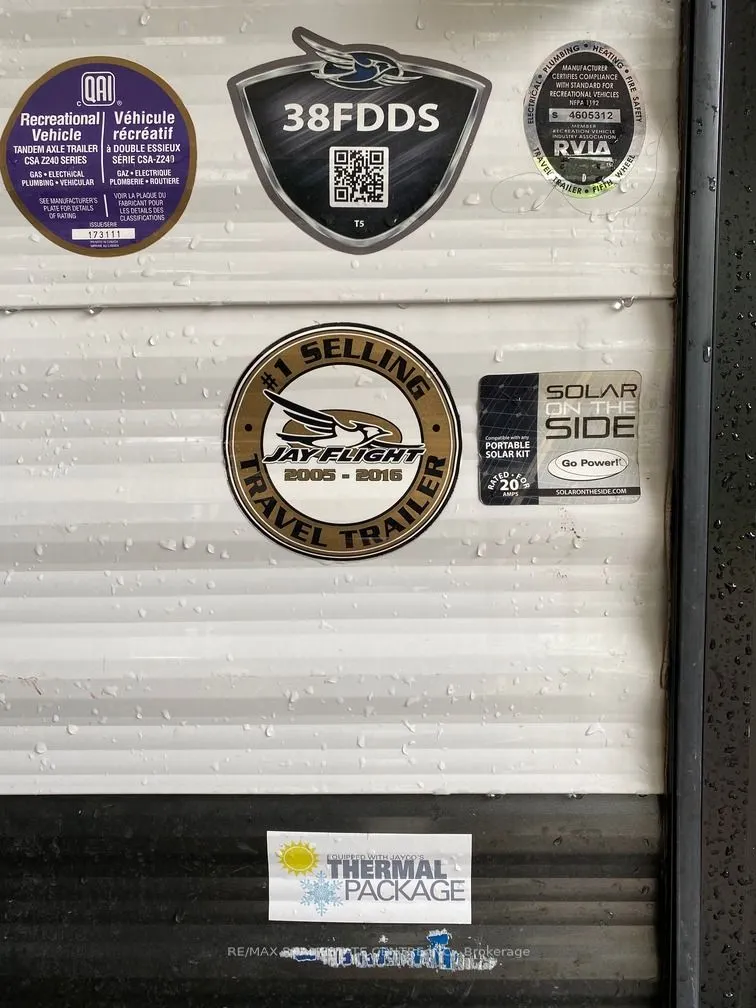 QAI
C ®
Recreational
Vehicle
TANDEM AXLE TRAILER
CSA Z240 SERIES
GAS • ELECTRICAL
PLUMBING • VEHICULAR
SEE MANUFACTURER'S
PLATE FOR DETAILS
OF RATING
Véhicule
récréatif
à DOUBLE ESSIEUX
SÉRIE CSA-Z240
GAZ • ELECTRIQUE
PLOMBERIE • ROUTIERE
VOIR LA PLAQUE DU
FABRICANT POUR
LES DETAILS DES
CLASSIFICATIONS
ISSUE/SÉRIE
173111
38FDDS
T5
ELECTRICAL • PLUMBING • HEATING • FIRE SAFETY
MANUFACTURER
CERTIFIES COMPLIANCE
WITH STANDARD FOR
RECREATIONAL VEHICLES
NFPA 1192
S 4605312
MEMBER
RECREATION VEHICLE
INDUSTRY ASSOCIATION
RVIA
D
TRAVEL TRAILER • FIFTH WHEEL
#1 SELLING
JAY FLIGHT
2005 - 2016
TRAVEL TRAILER
SOLAR
ON THE
SIDE
Compatible with any
PORTABLE
SOLAR KIT
Go Power!
RATED • FOR
20
AMPS
SOLARONTHESIDE.COM
EQUIPPED WITH JAYCO'S
THERMAL
PACKAGE
RE/MAX Brokerage